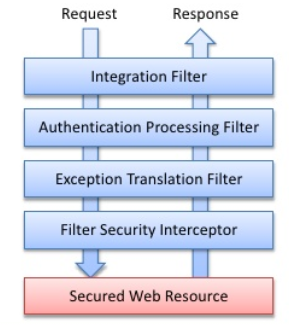 Request Response
Integration Filter
Authentication Processing Filter
Exception Translation Filter
Filter Security Interceptor
Secured Web Resource